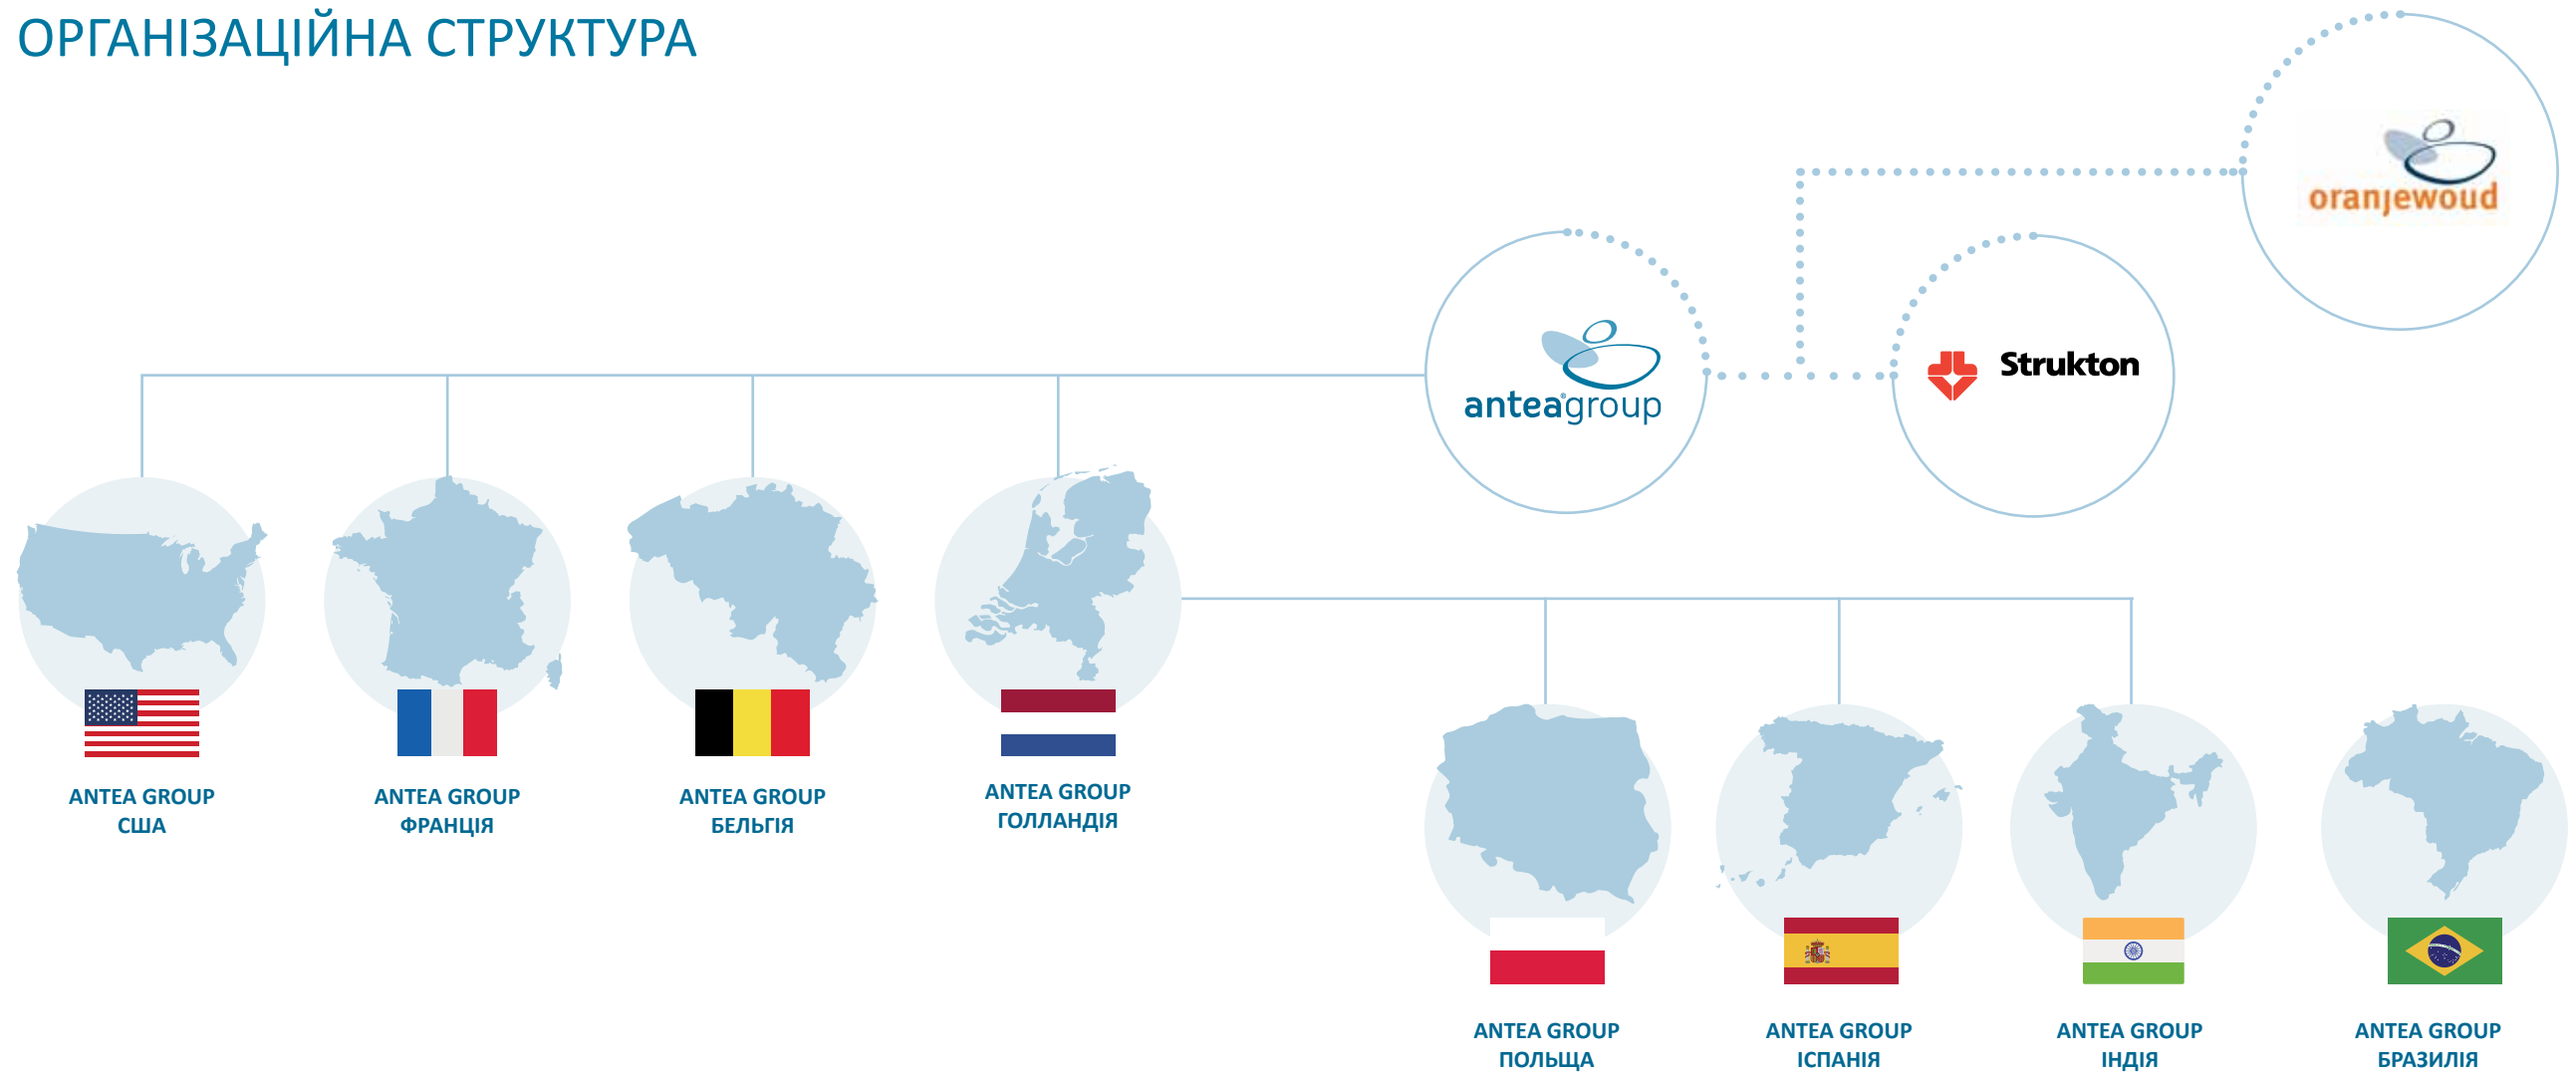 ОРГАНІЗАЦІЙНА СТРУКТУРА
oranjewoud
anteagroup
Strukton
ANTEA GROUP
США
ANTEA GROUP
ФРАНЦІЯ
ANTEA GROUP
БЕЛЬГІЯ
ANTEA GROUP
ГОЛЛАНДІЯ
ANTEA GROUP
ПОЛЬЩА
ANTEA GROUP
ІСПАНІЯ
ANTEA GROUP
ІНДІЯ
ANTEA GROUP
БРАЗИЛІЯ